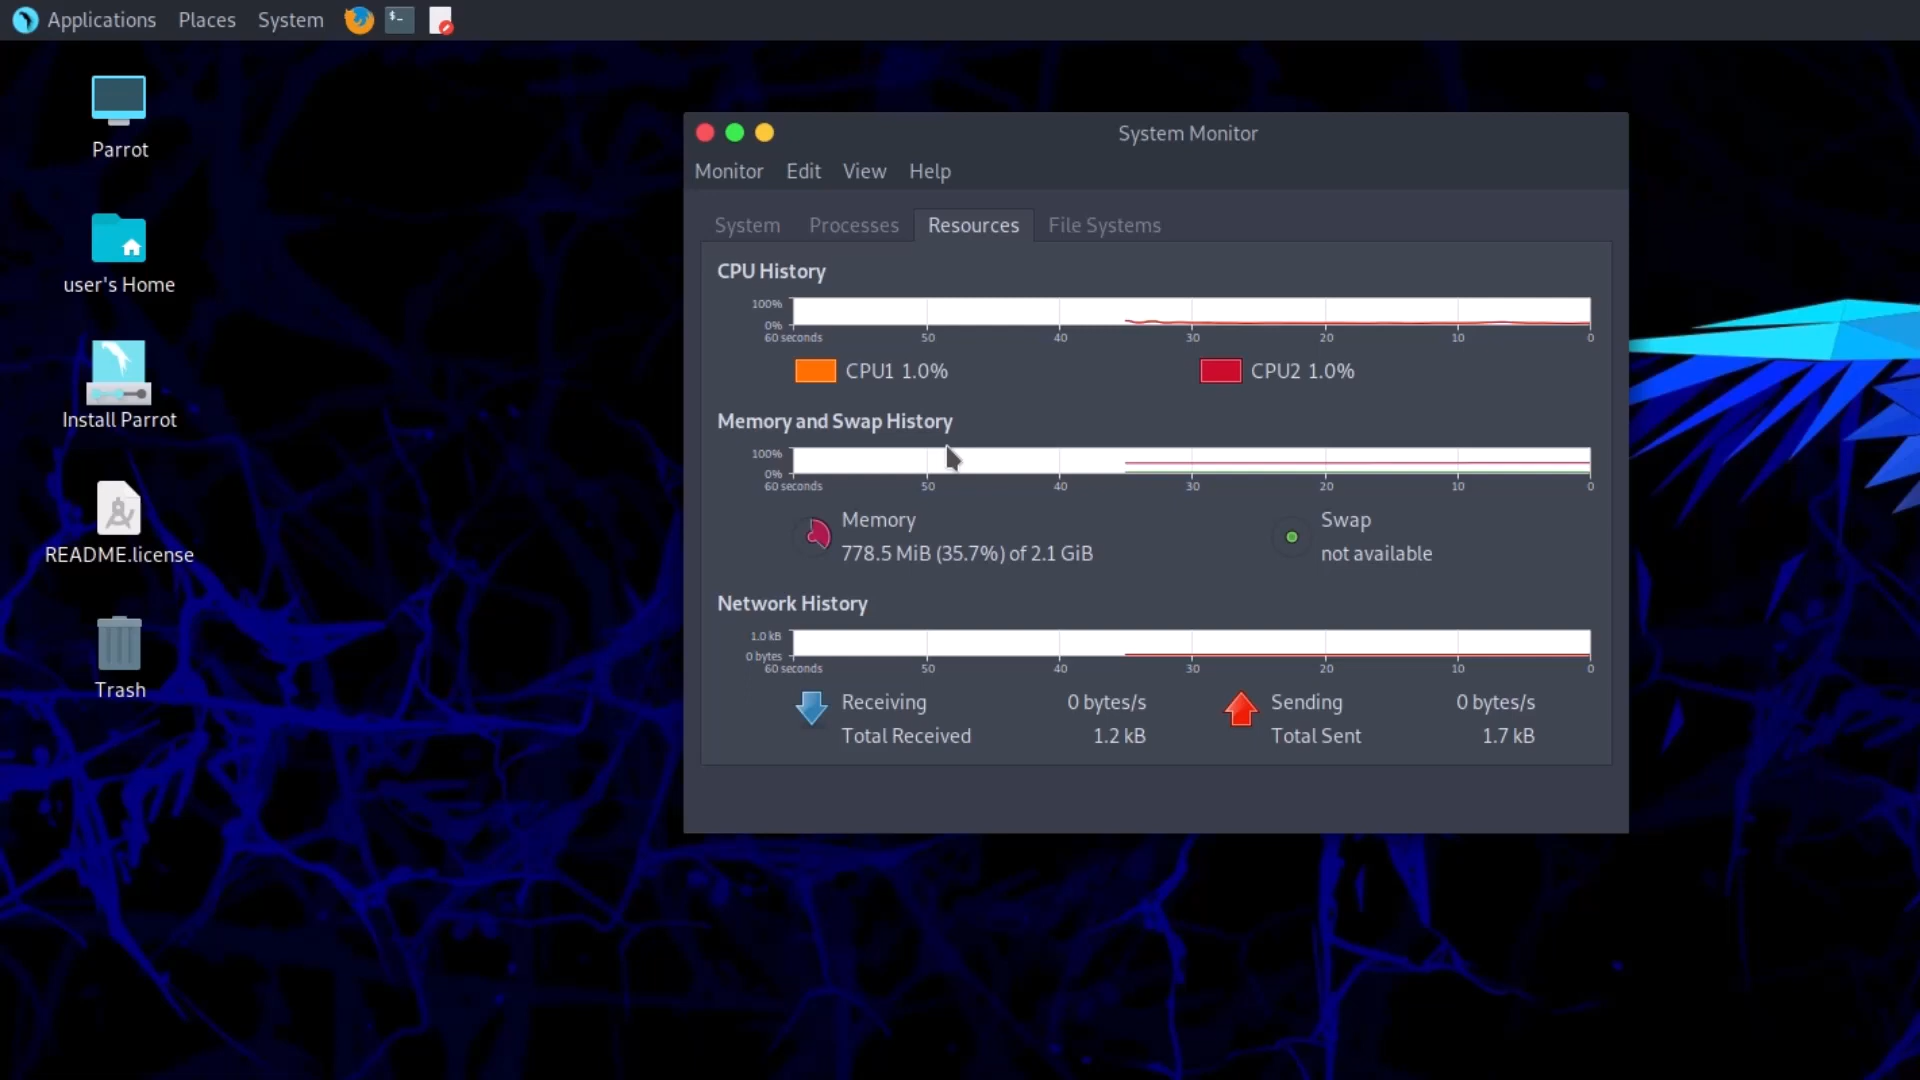 Applications Places System
Parrot
user's Home
Install Parrot
README.license
Trash
System Monitor
Monitor Edit View Help
System Processes Resources File Systems
CPU History
100%
0%
60 seconds 50 40 30 20 10 0
CPU1 1.0% CPU2 1.0%
Memory and Swap History
100%
0%
60 seconds 50 40 30 20 10 0
Memory Swap
778.5 MiB (35.7%) of 2.1 GiB not available
Network History
1.0 kB
0 bytes
60 seconds 50 40 30 20 10 0
Receiving 0 bytes/s Sending 0 bytes/s
Total Received 1.2 kB Total Sent 1.7 kB